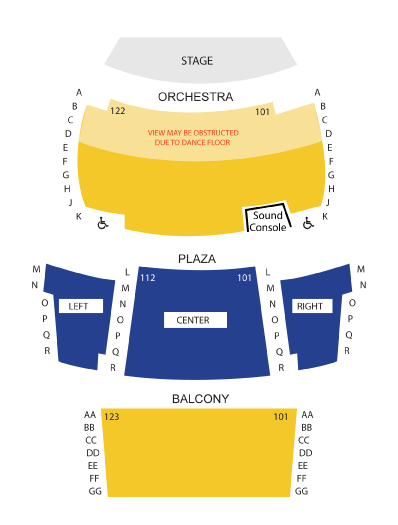 STAGE
ORCHESTRA
A A
B B
122 101
C C
VIEW MAY BE OBSTRUCTED
DUE TO DANCE FLOOR
D D
E E
F F
G G
H H
J J
K Sound Console K
PLAZA
M L L M
N 112 101 N
M M
O N N O
LEFT CENTER RIGHT
P O O P
Q P P Q
R Q Q R
R R
BALCONY
AA 123 101 AA
BB BB
CC CC
DD DD
EE EE
FF FF
GG GG